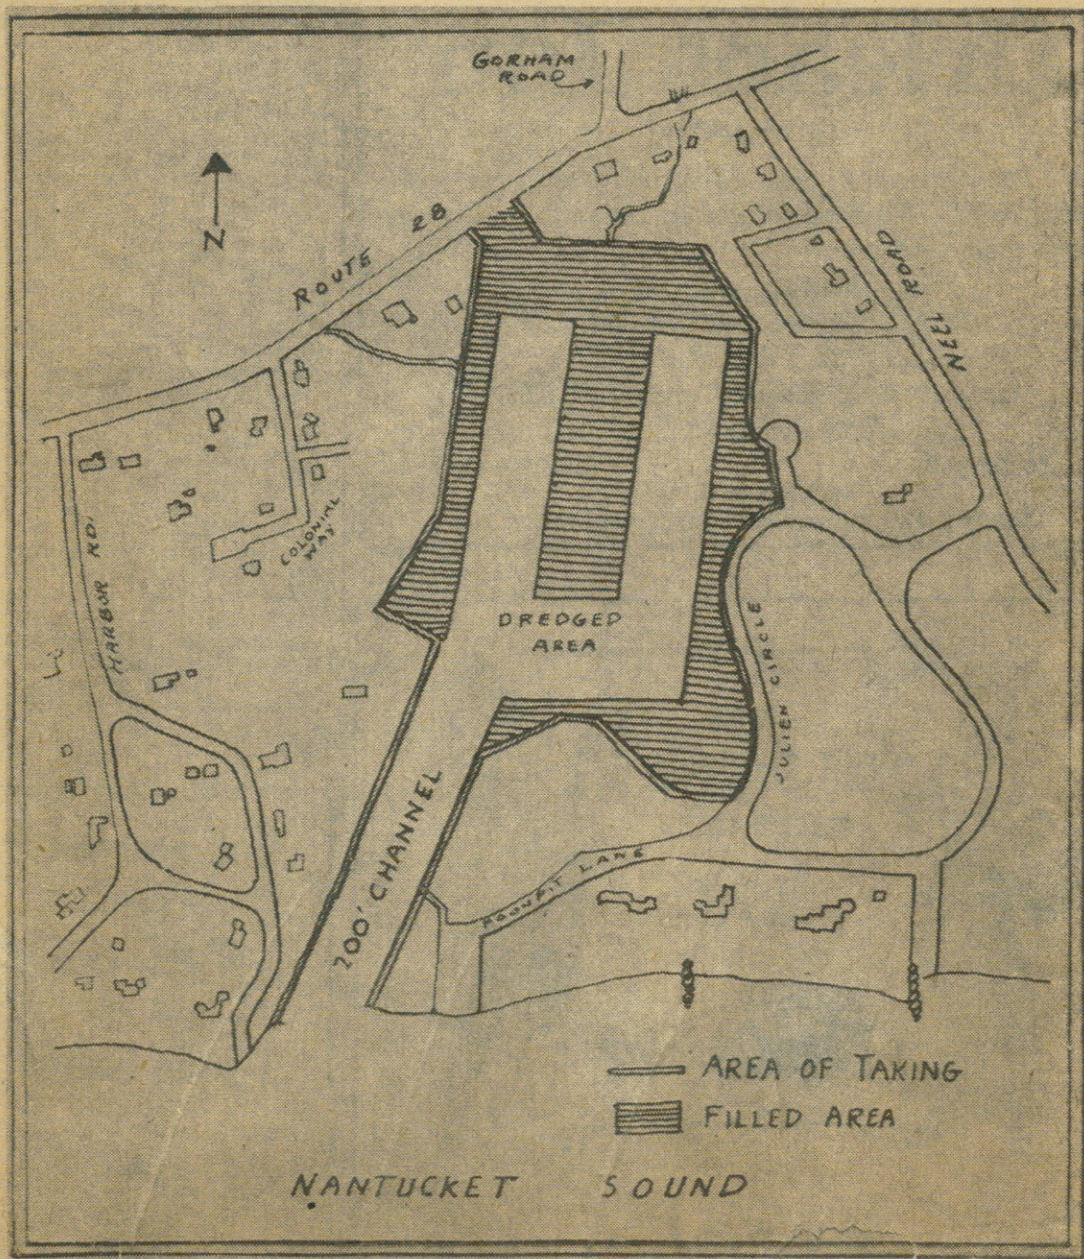 GORHAM
ROAD
N
ROUTE 28
NEEL ROAD
HARBOR RD.
COLONIAL
WAY
DREDGED
AREA
JULIEN CIRCLE
200' CHANNEL
LANE
AREA OF TAKING
FILLED AREA
NANTUCKET SOUND